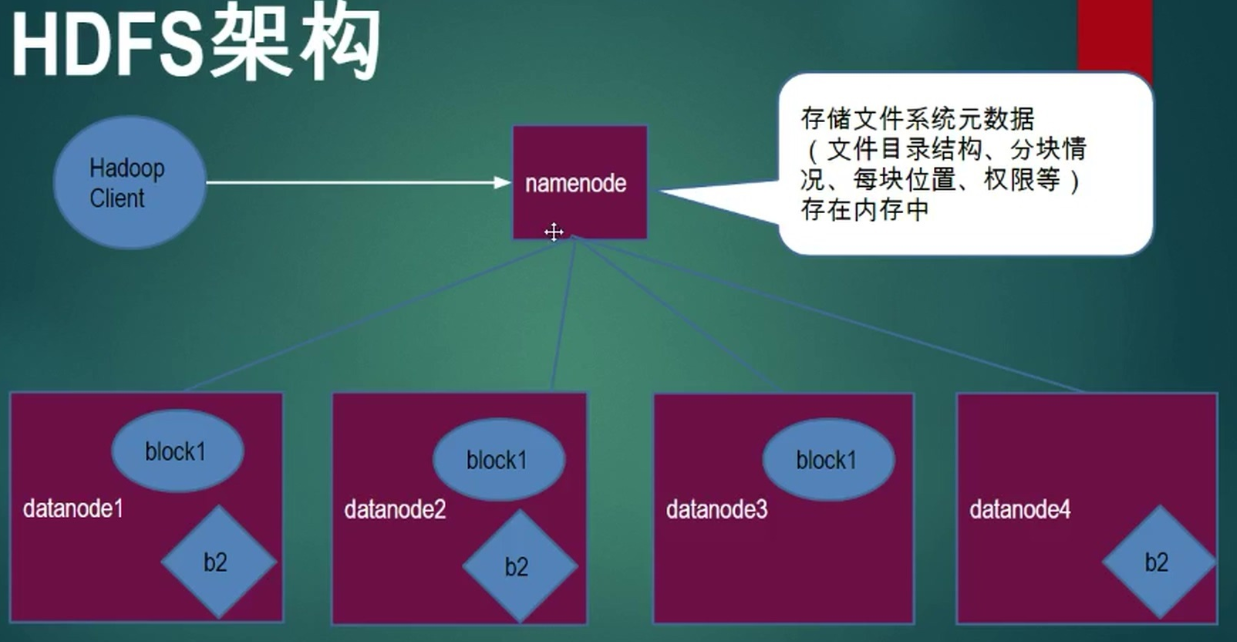 HDFS架构
Hadoop
Client
namenode
存储文件系统元数据
（文件目录结构、分块情
况、每块位置、权限等）
存在内存中
block1
datanode1
b2
block1
datanode2
b2
block1
datanode3
datanode4
b2